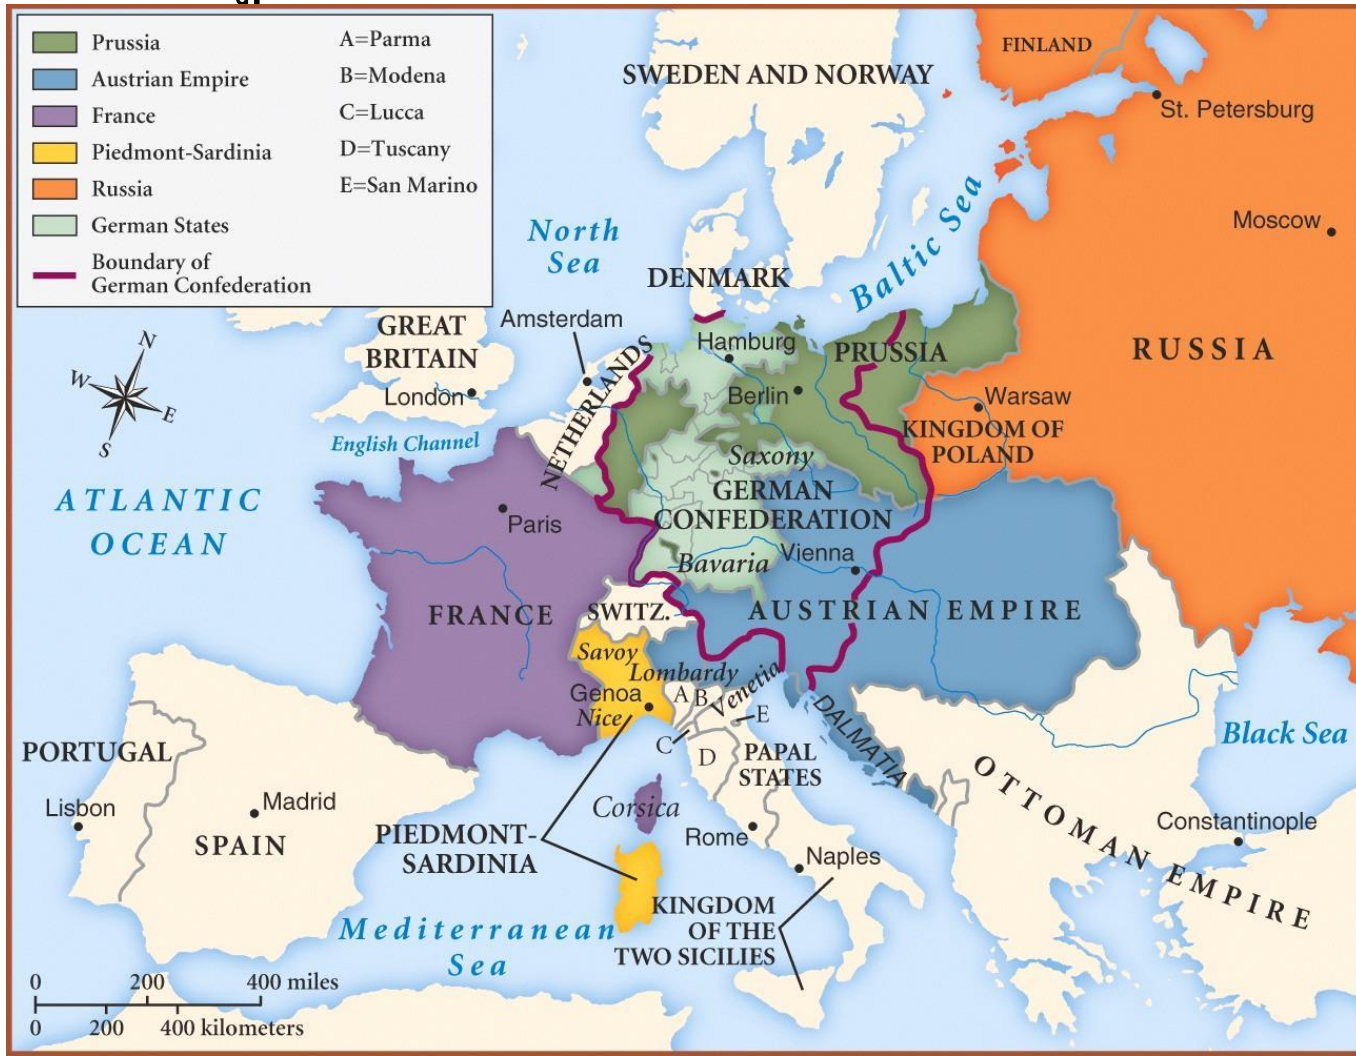 Prussia
Austrian Empire
France
Piedmont-Sardinia
Russia
German States
Boundary of
German Confederation
A=Parma
B=Modena
C=Lucca
D=Tuscany
E=San Marino
FINLAND
SWEDEN AND NORWAY
St. Petersburg
Moscow
North
Sea
Baltic Sea
DENMARK
GREAT
BRITAIN
London
Amsterdam
NETHERLANDS
Hamburg
PRUSSIA
Berlin
RUSSIA
Warsaw
KINGDOM OF
POLAND
N
W
E
S
English Channel
ATLANTIC
OCEAN
Saxony
GERMAN
CONFEDERATION
Paris
Bavaria
Vienna
FRANCE
SWITZ.
AUSTRIAN EMPIRE
Savoy
Lombardy
Venetia
Genoa
Nice
A
B
C
D
E
DALMATIA
PAPAL
STATES
Black Sea
PORTUGAL
Lisbon
Madrid
SPAIN
Corsica
PIEDMONT-
SARDINIA
Rome
Naples
OTTOMAN EMPIRE
Constantinople
KINGDOM
OF THE
TWO SICILIES
Mediterranean
Sea
0 200 400 miles
0 200 400 kilometers